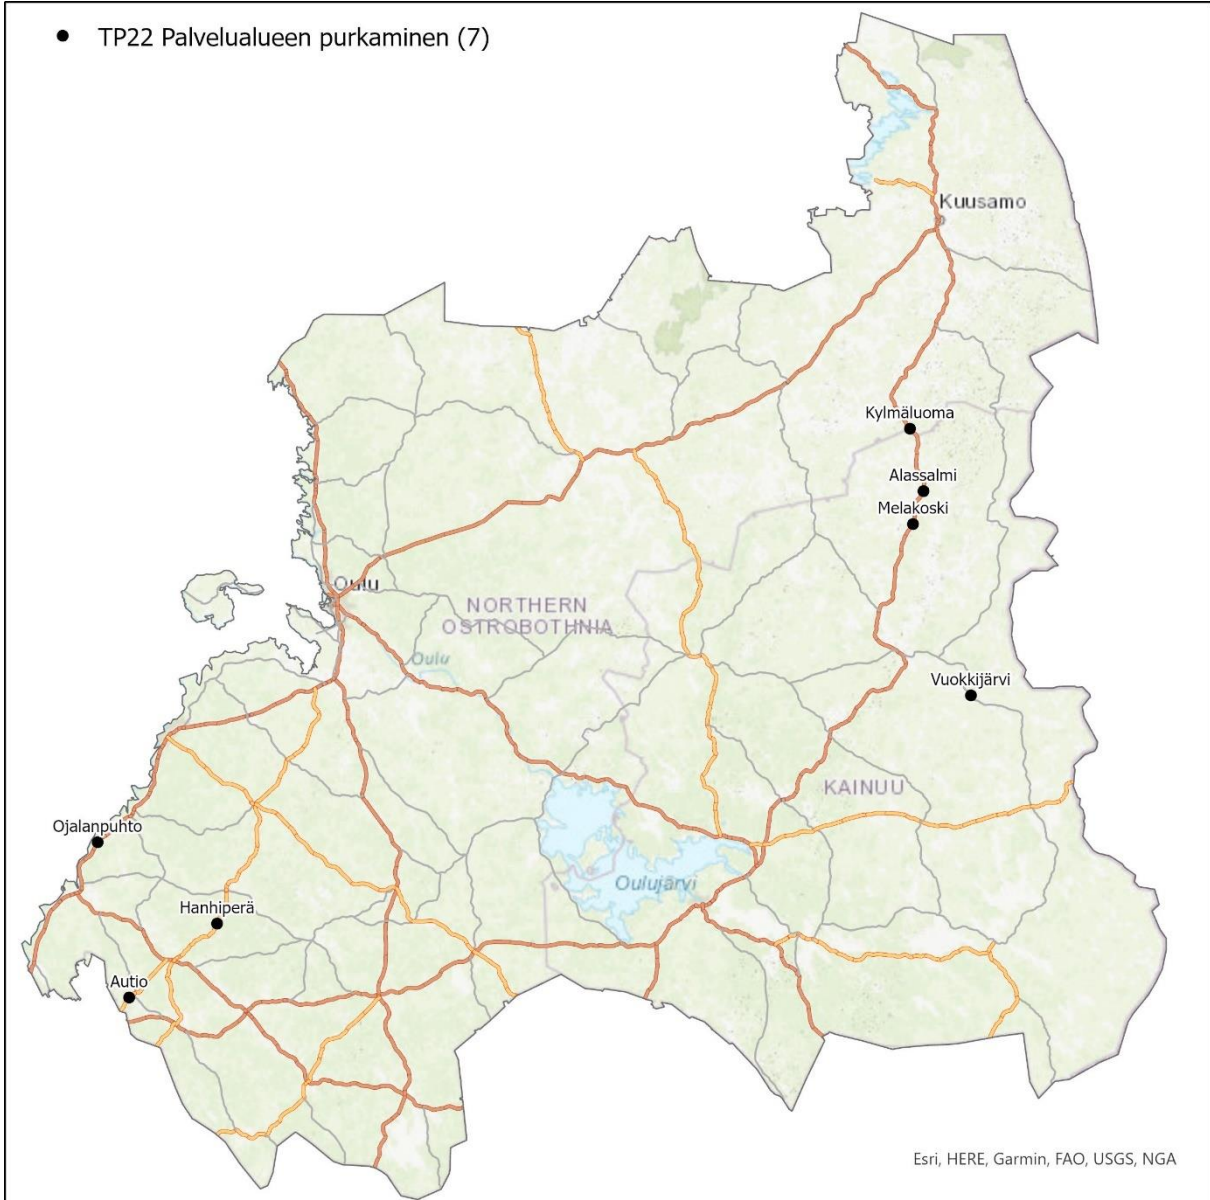 TP22 Palvelualueen purkaminen (7)
Kuusamo
Kylmäluoma
Alassalmi
Melakoski
Oulu
NORTHERN
OSTROBOTHNIA
Oulu
Vuokkijärvi
KAINUU
Ojalanpuhto
Oulujärvi
Hanhiperä
Autio
Esri, HERE, Garmin, FAO, USGS, NGA